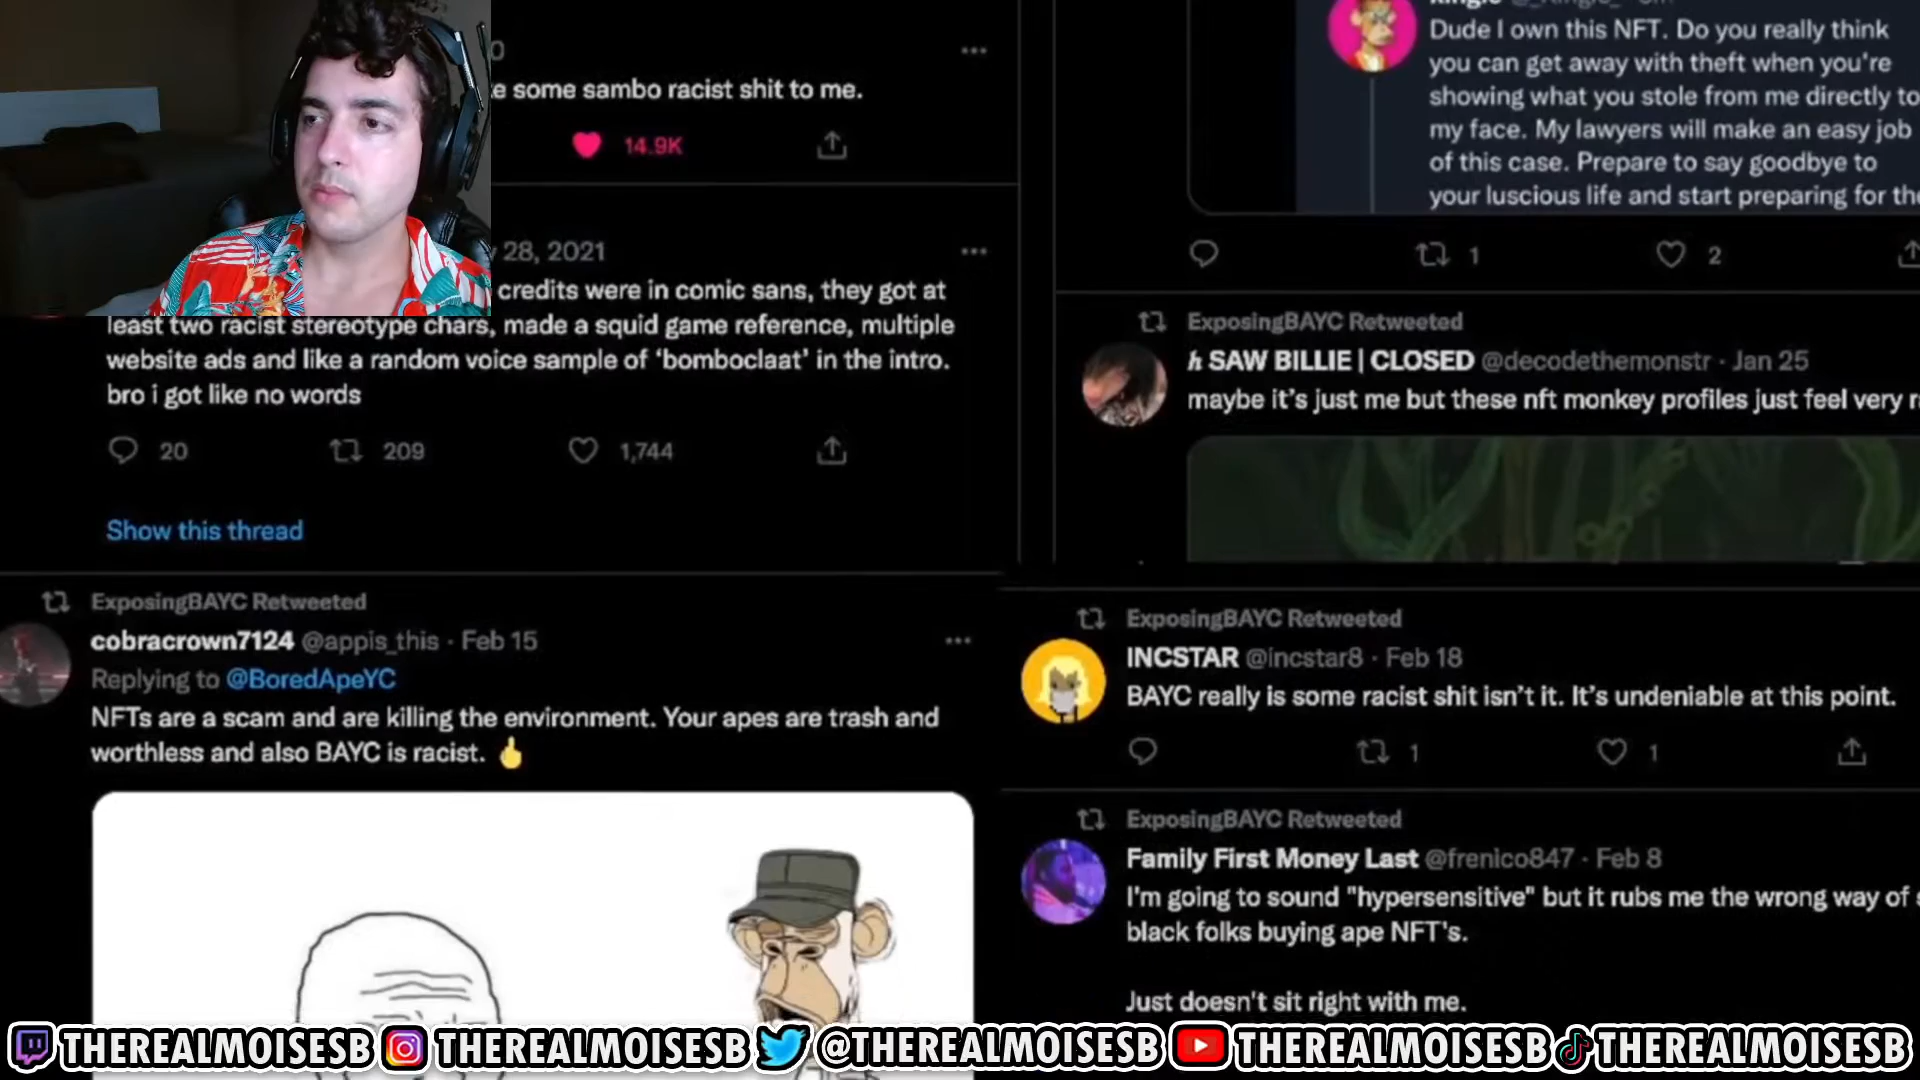 e some sambo racist shit to me.
14.9K
28, 2021
credits were in comic sans, they got at
least two racist stereotype chars, made a squid game reference, multiple
website ads and like a random voice sample of ‘bomboclaat’ in the intro.
bro i got like no words
20 209 1,744
Show this thread
ExposingBAYC Retweeted
cobracrown7124 @appis_this · Feb 15
Replying to @BoredApeYC
NFTs are a scam and are killing the environment. Your apes are trash and
worthless and also BAYC is racist. 🖕
Dude I own this NFT. Do you really think
you can get away with theft when you're
showing what you stole from me directly to
my face. My lawyers will make an easy job
of this case. Prepare to say goodbye to
your luscious life and start preparing for the
1 2
ExposingBAYC Retweeted
ℎ SAW BILLIE | CLOSED @decodethemonstr · Jan 25
maybe it’s just me but these nft monkey profiles just feel very r
ExposingBAYC Retweeted
INCSTAR @incstar8 · Feb 18
BAYC really is some racist shit isn’t it. It’s undeniable at this point.
1 1
ExposingBAYC Retweeted
Family First Money Last @frenico847 · Feb 8
I'm going to sound "hypersensitive" but it rubs me the wrong way of s
black folks buying ape NFT's.
Just doesn't sit right with me.
THEREALMOISESB THEREALMOISESB @THEREALMOISESB THEREALMOISESB THEREALMOISESB